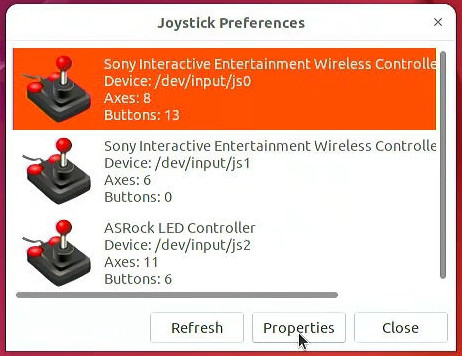 Joystick Preferences
Sony Interactive Entertainment Wireless Controlle
Device: /dev/input/js0
Axes: 8
Buttons: 13
Sony Interactive Entertainment Wireless Controlle
Device: /dev/input/js1
Axes: 6
Buttons: 0
ASRock LED Controller
Device: /dev/input/js2
Axes: 11
Buttons: 6
Refresh Properties Close